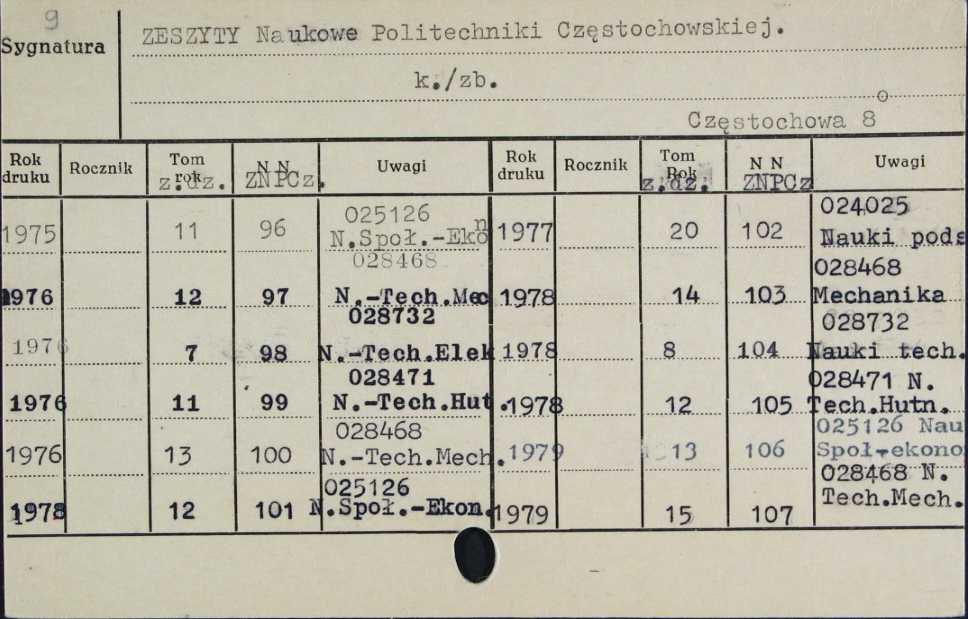 9
Sygnatura
ZESZYTY Naukowe Politechniki Częstochowskiej.
k./zb.
Częstochowa 8°
Rok druku Rocznik Tom rok z.dz. N N ZNPCz. Uwagi
1975 11 96 025126 N.Społ.-Ekon
1976 12 97 028468 N.-Tech.Mec
1976 7 98 028732 N.-Tech.Elek
1976 11 99 028471 N.-Tech.Hut.
1976 13 100 028468 N.-Tech.Mech.
1978 12 101 025126 N.Społ.-Ekon.
Rok druku Rocznik Tom Rok z.dz. N N ZNPCz Uwagi
1977 20 102 024025 Nauki pods
1978 14 103 028468 Mechanika
1978 8 104 028732 Nauki tech.
1978 12 105 028471 N. Tech.Hutn.
1979 13 106 025126 Nau Społ-ekono
1979 15 107 028468 N. Tech.Mech.